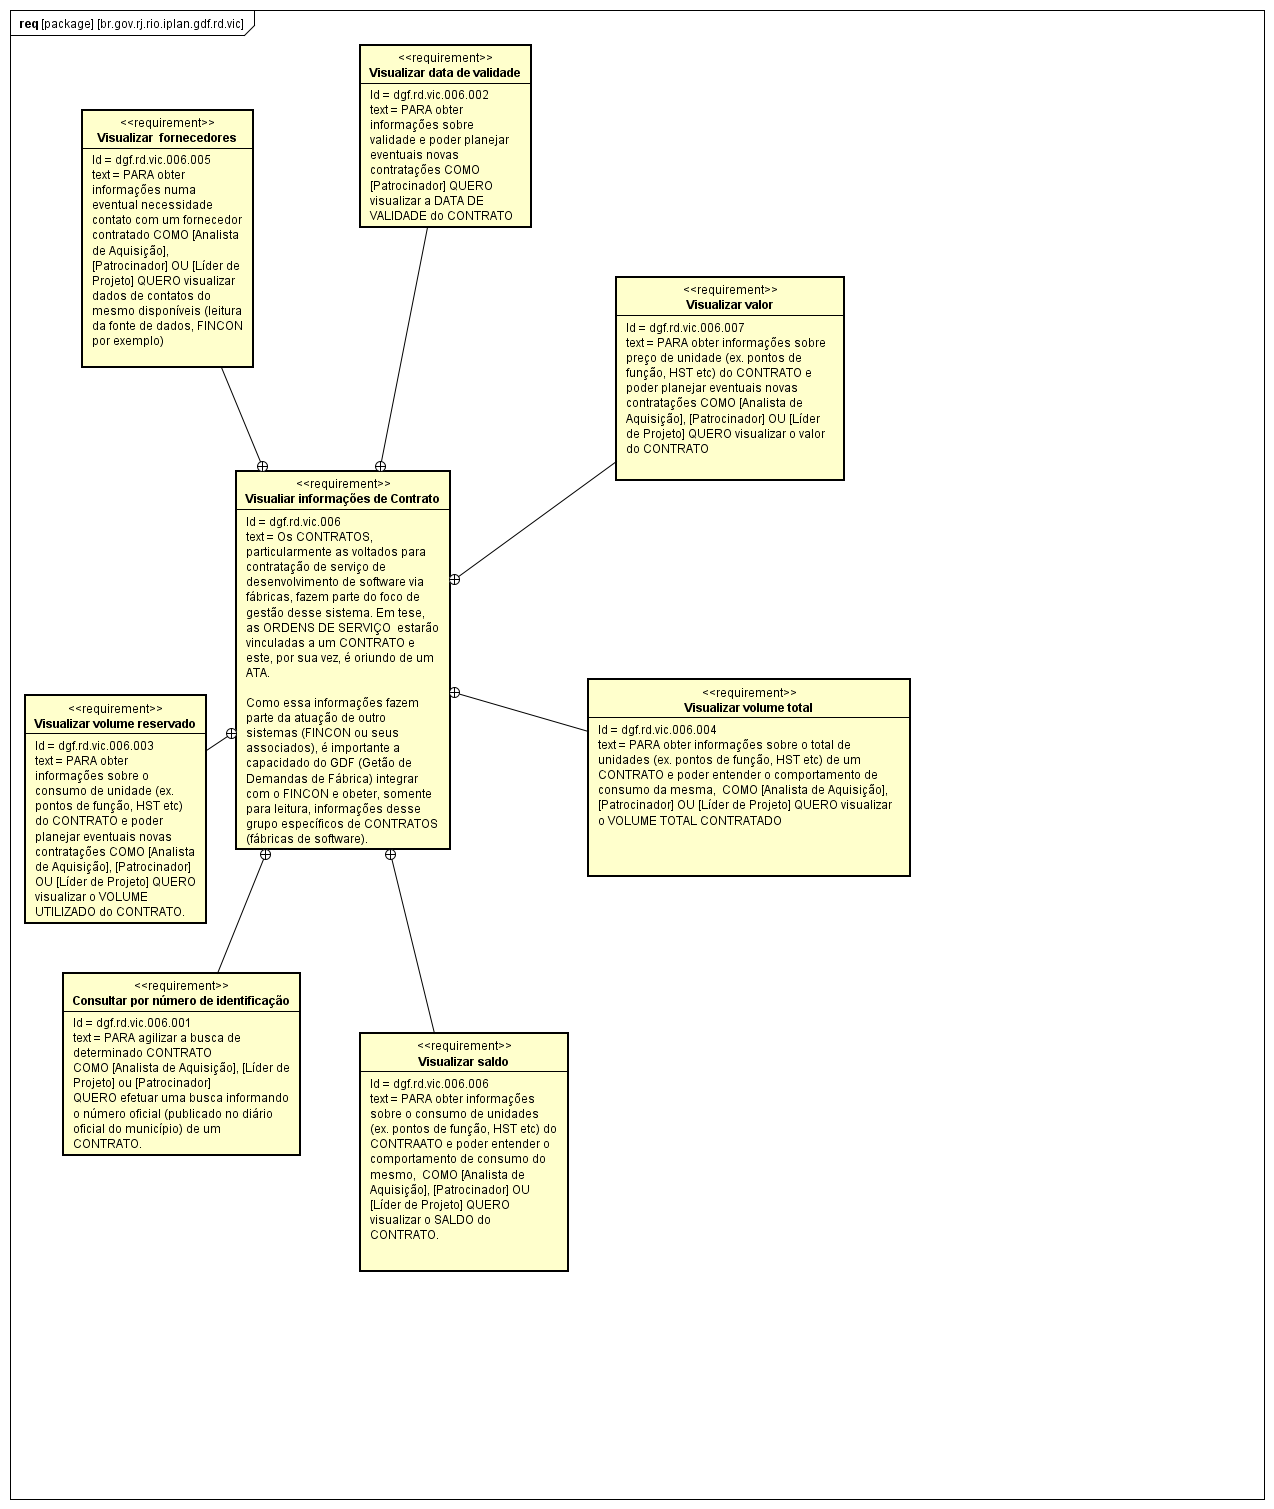 req [package] [br.gov.rj.rio.iplan.gdf.rd.vic]
<<requirement>>
Visualizar data de validade
Id = dgf.rd.vic.006.002
text = PARA obter
informações sobre
validade e poder planejar
eventuais novas
contratações COMO
[Patrocinador] QUERO
visualizar a DATA DE
VALIDADE do CONTRATO
<<requirement>>
Visualizar  fornecedores
Id = dgf.rd.vic.006.005
text = PARA obter
informações numa
eventual necessidade
contato com um fornecedor
contratado COMO [Analista
de Aquisição],
[Patrocinador] OU [Líder de
Projeto] QUERO visualizar
dados de contatos do
mesmo disponíveis (leitura
da fonte de dados, FINCON
por exemplo)
<<requirement>>
Visualizar valor
Id = dgf.rd.vic.006.007
text = PARA obter informações sobre
preço de unidade (ex. pontos de
função, HST etc) do CONTRATO e
poder planejar eventuais novas
contratações COMO [Analista de
Aquisição], [Patrocinador] OU [Líder
de Projeto] QUERO visualizar o valor
do CONTRATO
<<requirement>>
Visualiar informações de Contrato
Id = dgf.rd.vic.006
text = Os CONTRATOS,
particularmente as voltados para
contratação de serviço de
desenvolvimento de software via
fábricas, fazem parte do foco de
gestão desse sistema. Em tese,
as ORDENS DE SERVIÇO  estarão
vinculadas a um CONTRATO e
este, por sua vez, é oriundo de um
ATA.
Como essa informações fazem
parte da atuação de outro
sistemas (FINCON ou seus
associados), é importante a
capacidado do GDF (Getão de
Demandas de Fábrica) integrar
com o FINCON e obeter, somente
para leitura, informações desse
grupo específicos de CONTRATOS
(fábricas de software).
<<requirement>>
Visualizar volume total
Id = dgf.rd.vic.006.004
text = PARA obter informações sobre o total de
unidades (ex. pontos de função, HST etc) de um
CONTRATO e poder entender o comportamento de
consumo da mesma,  COMO [Analista de Aquisição],
[Patrocinador] OU [Líder de Projeto] QUERO visualizar
o VOLUME TOTAL CONTRATADO
<<requirement>>
Visualizar volume reservado
Id = dgf.rd.vic.006.003
text = PARA obter
informações sobre o
consumo de unidade (ex.
pontos de função, HST etc)
do CONTRATO e poder
planejar eventuais novas
contratações COMO [Analista
de Aquisição], [Patrocinador]
OU [Líder de Projeto] QUERO
visualizar o VOLUME
UTILIZADO do CONTRATO.
<<requirement>>
Consultar por número de identificação
Id = dgf.rd.vic.006.001
text = PARA agilizar a busca de
determinado CONTRATO
COMO [Analista de Aquisição], [Líder de
Projeto] ou [Patrocinador]
QUERO efetuar uma busca informando
o número oficial (publicado no diário
oficial do município) de um
CONTRATO.
<<requirement>>
Visualizar saldo
Id = dgf.rd.vic.006.006
text = PARA obter informações
sobre o consumo de unidades
(ex. pontos de função, HST etc) do
CONTRAATO e poder entender o
comportamento de consumo do
mesmo,  COMO [Analista de
Aquisição], [Patrocinador] OU
[Líder de Projeto] QUERO
visualizar o SALDO do
CONTRATO.